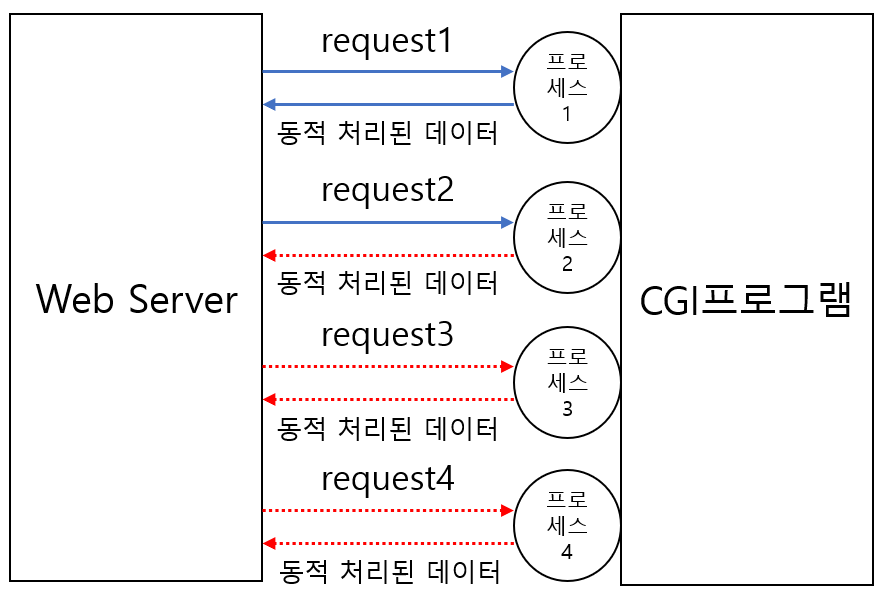 Web Server
request1
동적 처리된 데이터
프로
세스
1
request2
동적 처리된 데이터
프로
세스
2
request3
동적 처리된 데이터
프로
세스
3
request4
동적 처리된 데이터
프로
세스
4
CGI프로그램